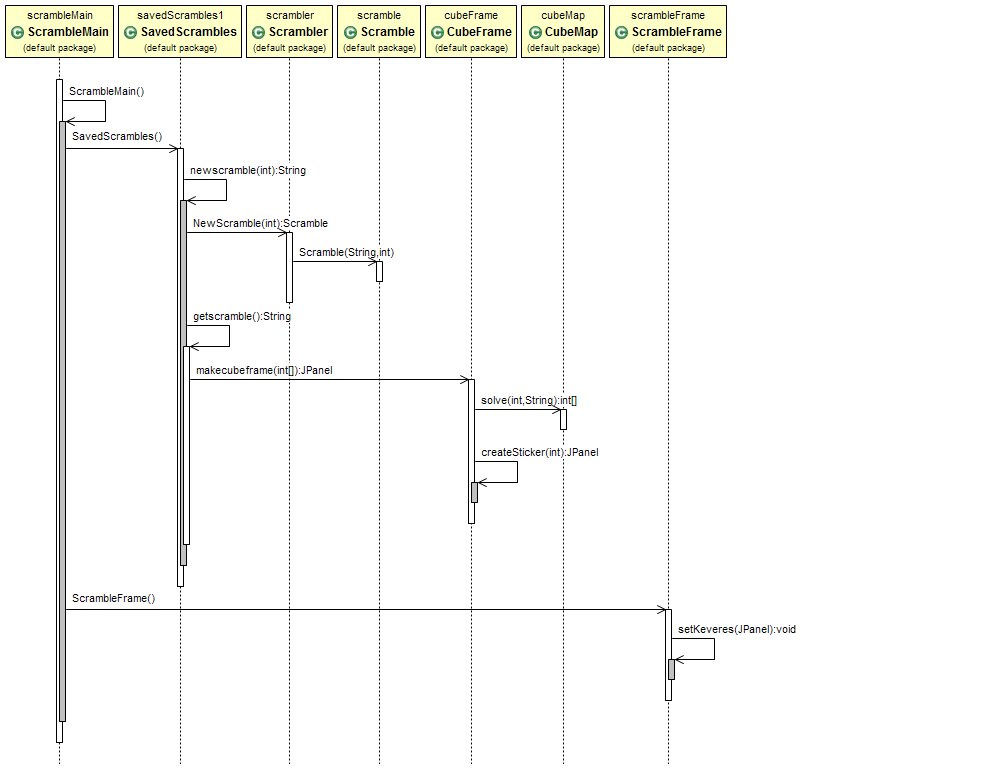 scrambleMain
ScrambleMain
(default package)
savedScrambles1
SavedScrambles
(default package)
scrambler
Scrambler
(default package)
scramble
Scramble
(default package)
cubeFrame
CubeFrame
(default package)
cubeMap
CubeMap
(default package)
scrambleFrame
ScrambleFrame
(default package)
ScrambleMain()
SavedScrambles()
newscramble(int):String
NewScramble(int):Scramble
Scramble(String,int)
getscramble():String
makecubeframe(int[]):JPanel
solve(int,String):int[]
createSticker(int):JPanel
ScrambleFrame()
setKeveres(JPanel):void